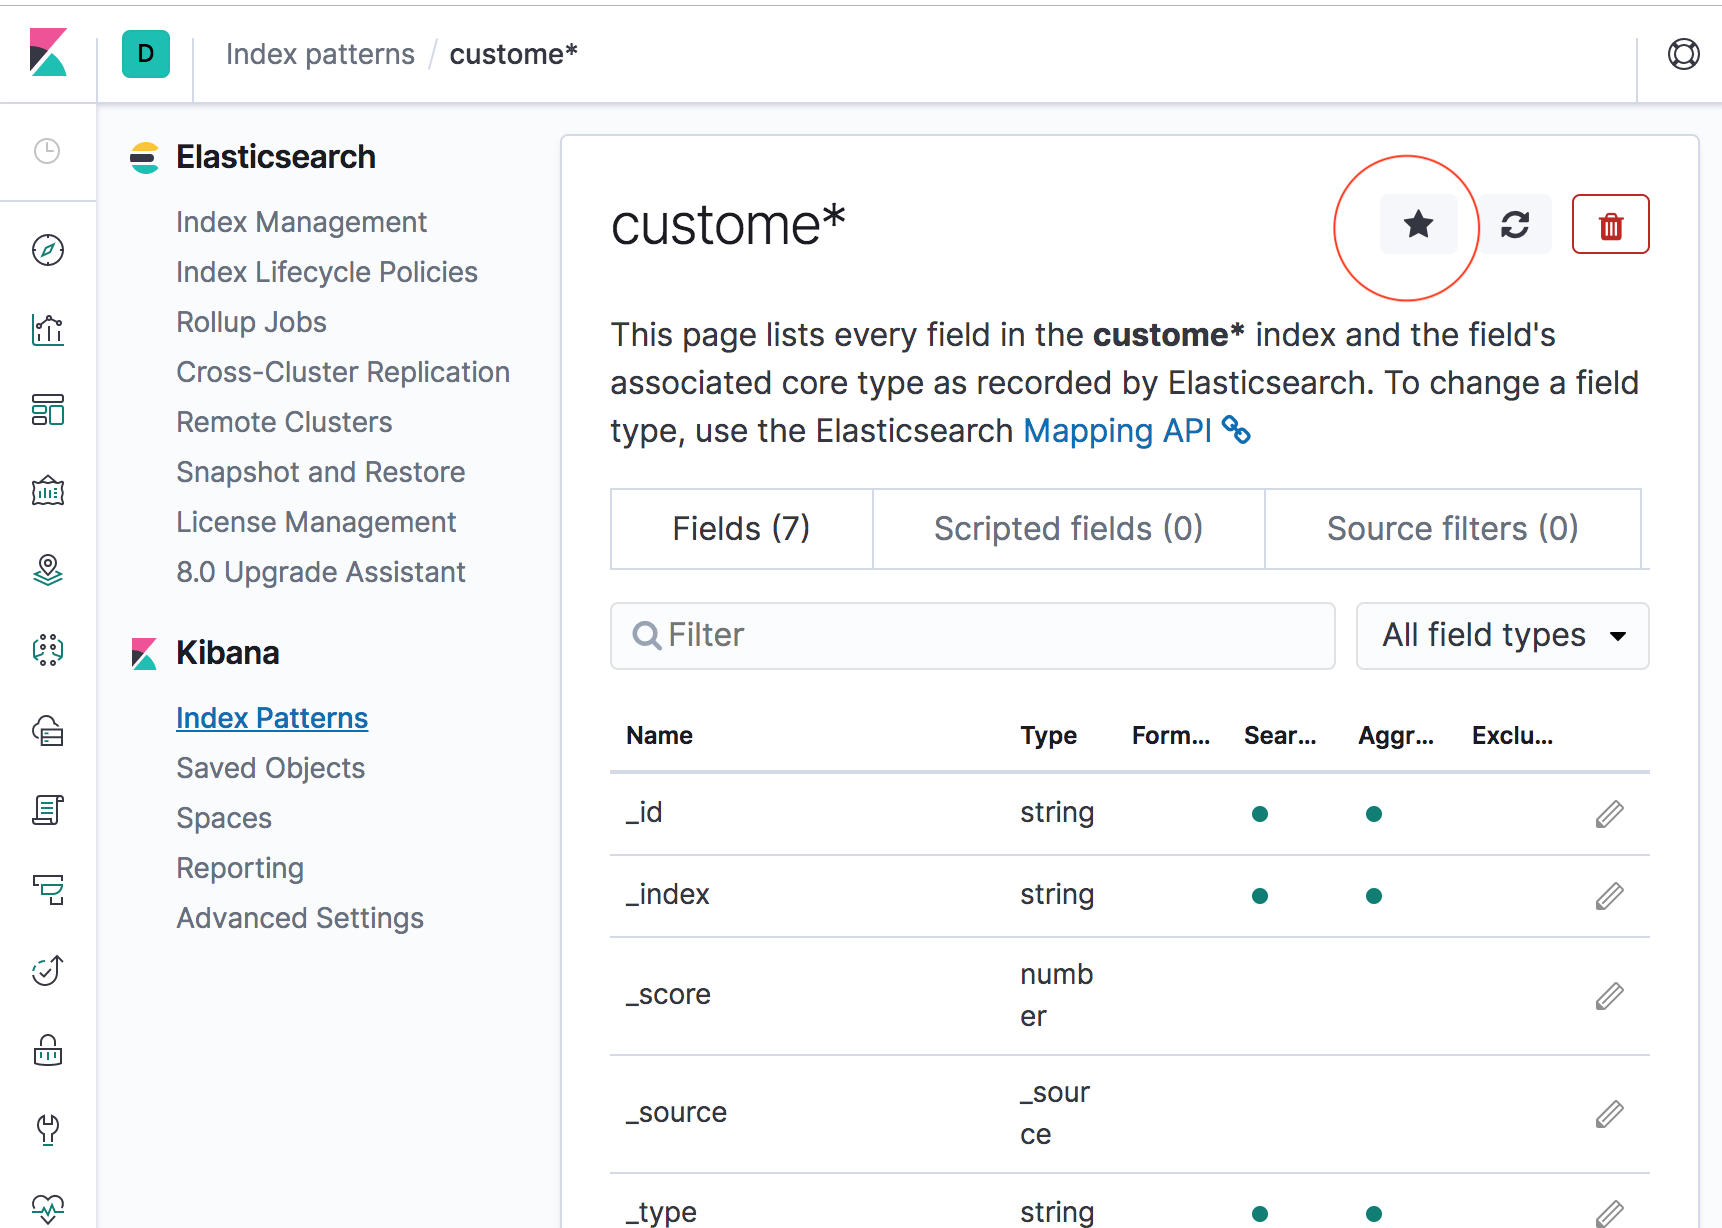 D
Index patterns / custome*
Elasticsearch
Index Management
Index Lifecycle Policies
Rollup Jobs
Cross-Cluster Replication
Remote Clusters
Snapshot and Restore
License Management
8.0 Upgrade Assistant
Kibana
Index Patterns
Saved Objects
Spaces
Reporting
Advanced Settings
custome*
This page lists every field in the custome* index and the field's
associated core type as recorded by Elasticsearch. To change a field
type, use the Elasticsearch Mapping API
Fields (7) Scripted fields (0) Source filters (0)
Filter All field types
Name Type Form... Sear... Aggr... Exclu...
_id string
_index string
_score numb
er
_source _sour
ce
_type string